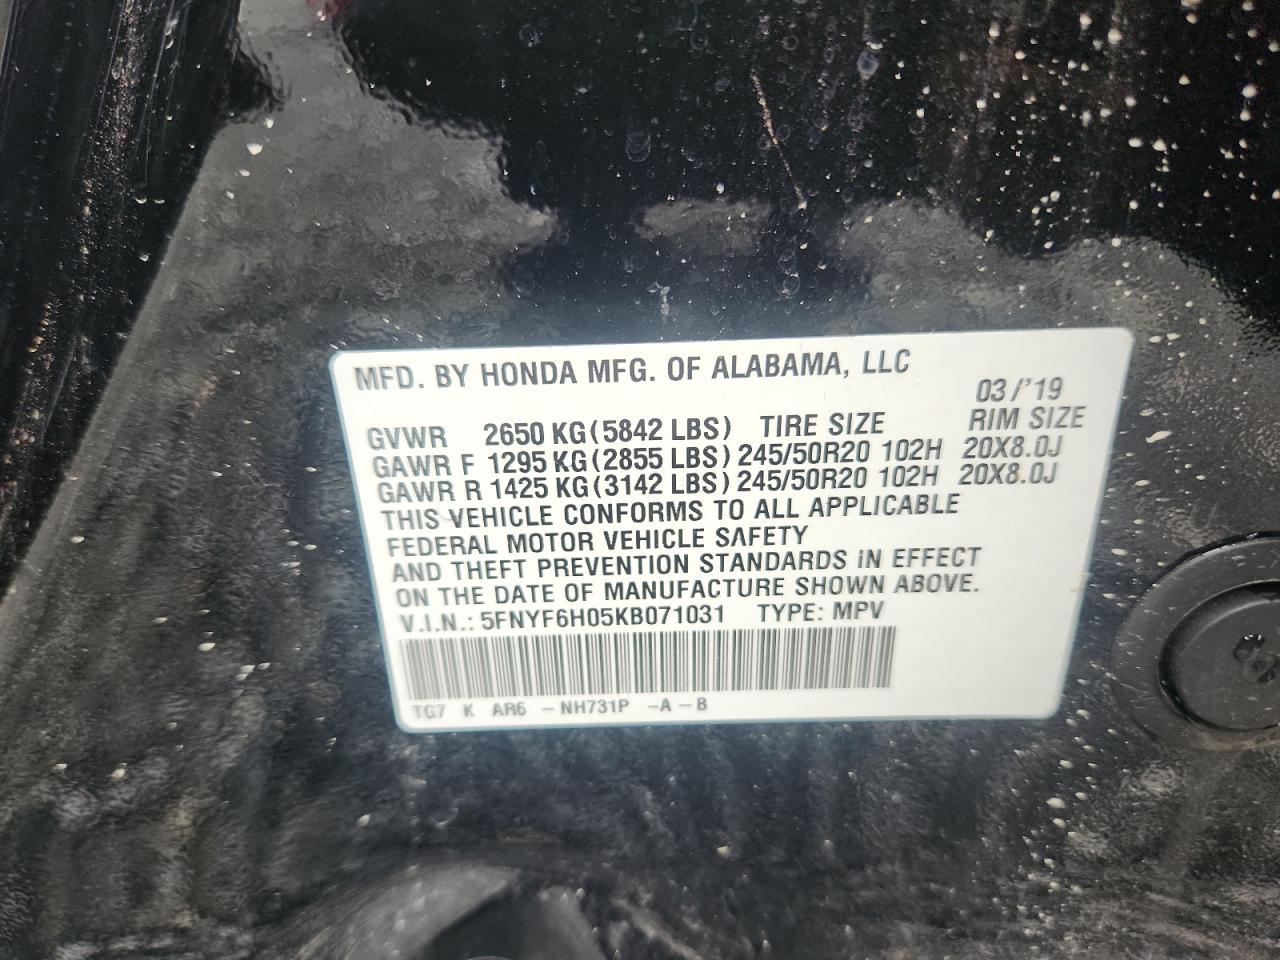 MFD. BY HONDA MFG. OF ALABAMA, LLC
03/'19
GVWR 2650 KG(5842 LBS) TIRE SIZE RIM SIZE
GAWR F 1295 KG(2855 LBS) 245/50R20 102H 20X8.0J
GAWR R 1425 KG(3142 LBS) 245/50R20 102H 20X8.0J
THIS VEHICLE CONFORMS TO ALL APPLICABLE
FEDERAL MOTOR VEHICLE SAFETY
AND THEFT PREVENTION STANDARDS IN EFFECT
ON THE DATE OF MANUFACTURE SHOWN ABOVE.
V.I.N.: 5FNYF6H05KB071031 TYPE: MPV
TG7 K AR6 -NH731P -A-B